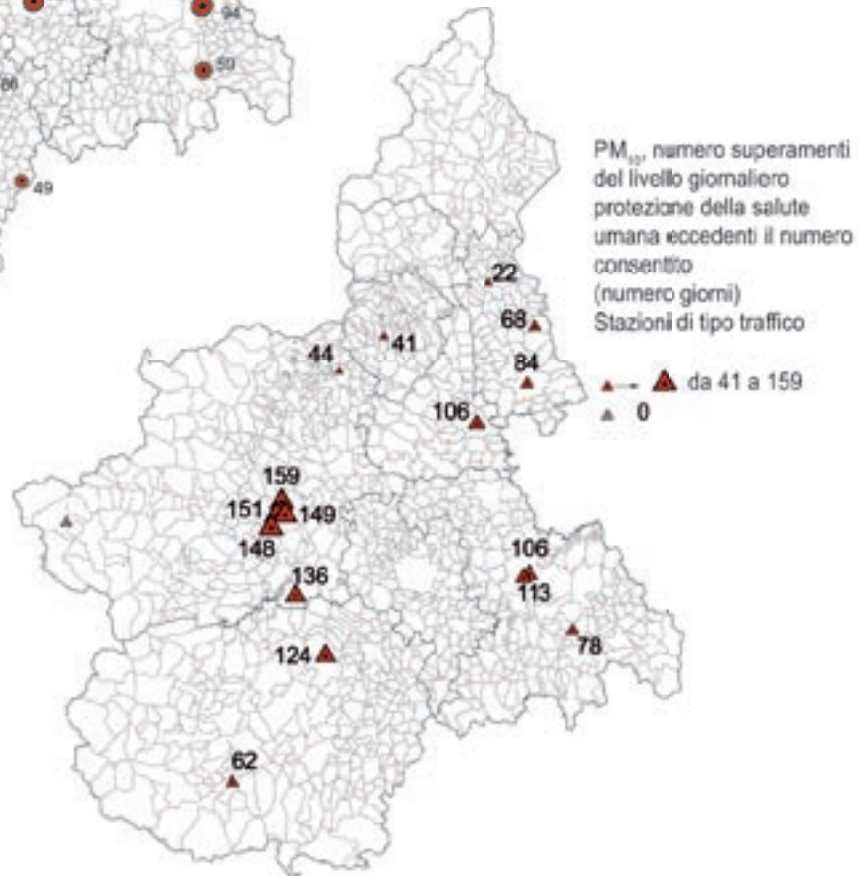 94
59
86
49
PM₁₀, numero superamenti
del livello giornaliero
protezione della salute
umana eccedenti il numero
consentito
(numero giorni)
Stazioni di tipo traffico
da 41 a 159
0
22
68
41
44
84
106
159
151
149
148
106
136
113
124
78
62